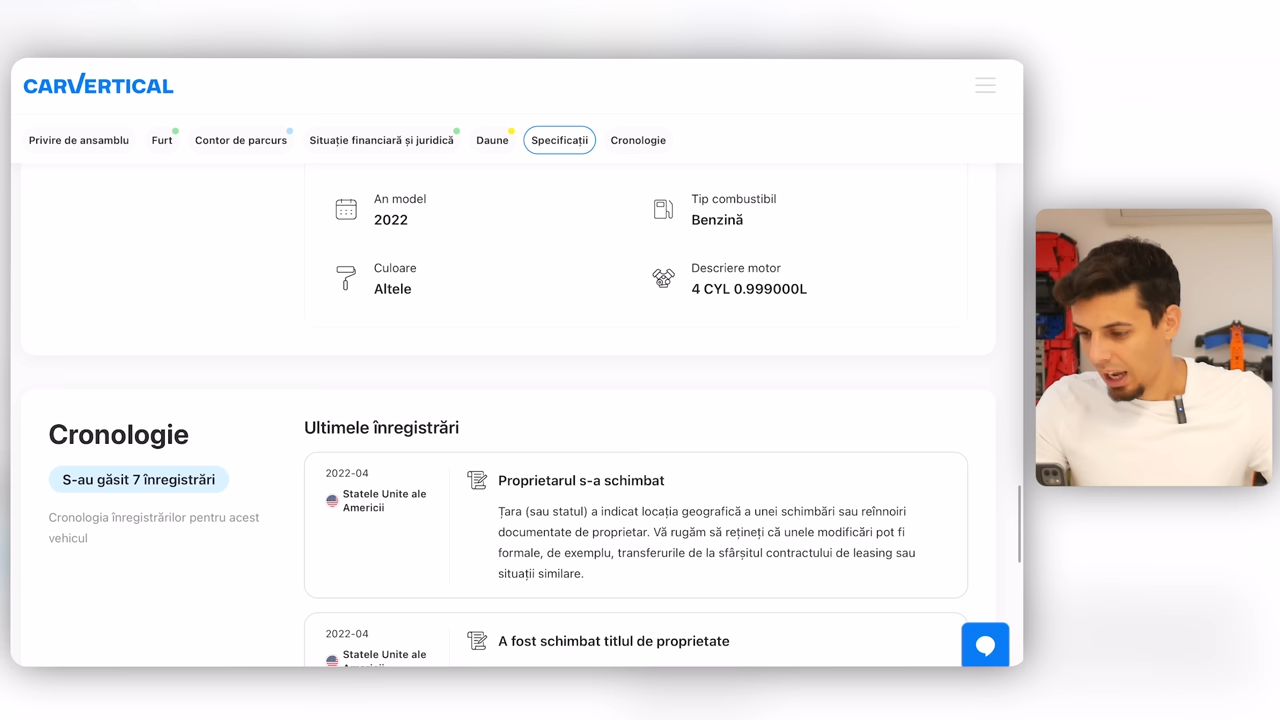 CARVERTICAL
Privire de ansamblu
Furt
Contor de parcurs
Situație financiară și juridică
Daune
Specificații
Cronologie
An model
2022
Tip combustibil
Benzină
Culoare
Altele
Descriere motor
4 CYL 0.999000L
Cronologie
S-au găsit 7 înregistrări
Cronologia înregistrărilor pentru acest
vehicul
Ultimele înregistrări
2022-04
Statele Unite ale
Americii
Proprietarul s-a schimbat
Țara (sau statul) a indicat locația geografică a unei schimbări sau reînnoiri
documentate de proprietar. Vă rugăm să rețineți că unele modificări pot fi
formale, de exemplu, transferurile de la sfârșitul contractului de leasing sau
situații similare.
2022-04
Statele Unite ale
A fost schimbat titlul de proprietate